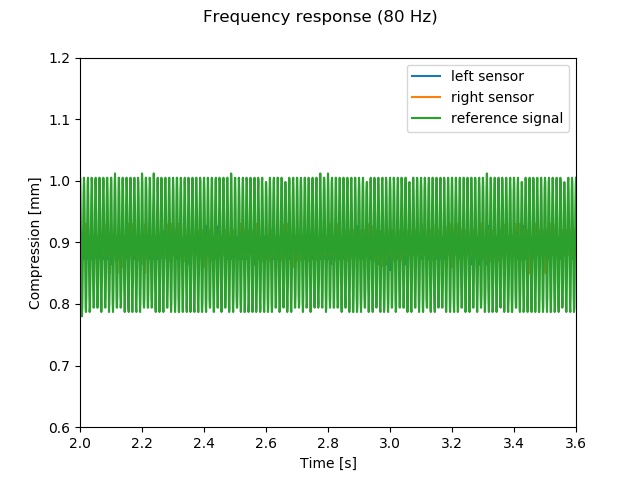 Frequency response (80 Hz)
1.2
1.1
1.0
0.9
0.8
0.7
0.6
Compression [mm]
left sensor
right sensor
reference signal
2.0 2.2 2.4 2.6 2.8 3.0 3.2 3.4 3.6
Time [s]